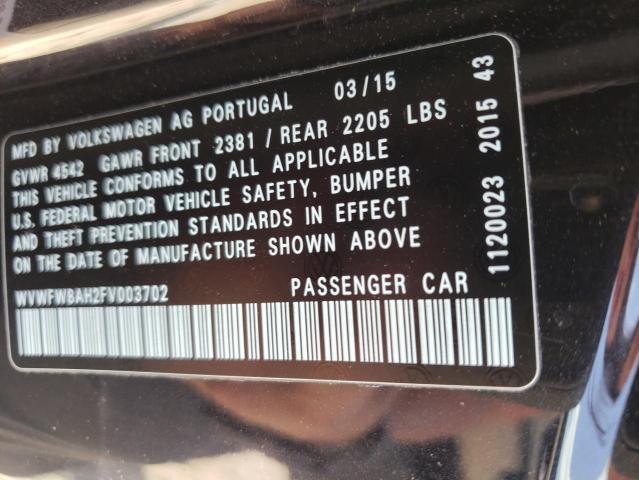 MFD BY VOLKSWAGEN AG PORTUGAL 03/15
GVWR 4542 GAWR FRONT 2381 / REAR 2205 LBS
THIS VEHICLE CONFORMS TO ALL APPLICABLE
U.S. FEDERAL MOTOR VEHICLE SAFETY, BUMPER
AND THEFT PREVENTION STANDARDS IN EFFECT
ON THE DATE OF MANUFACTURE SHOWN ABOVE
WVWFW8AH2FV003702 PASSENGER CAR
1120023 2015 43